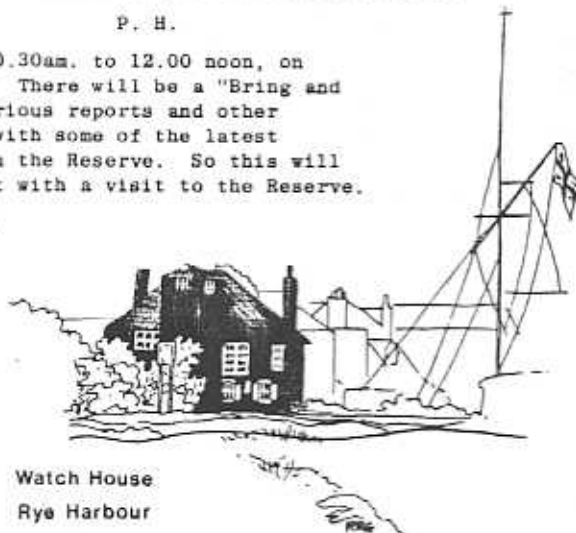 P. H.
0.30am. to 12.00 noon, on
There will be a "Bring and
rious reports and other
with some of the latest
the Reserve. So this will
t with a visit to the Reserve.
Watch House
Rye Harbour